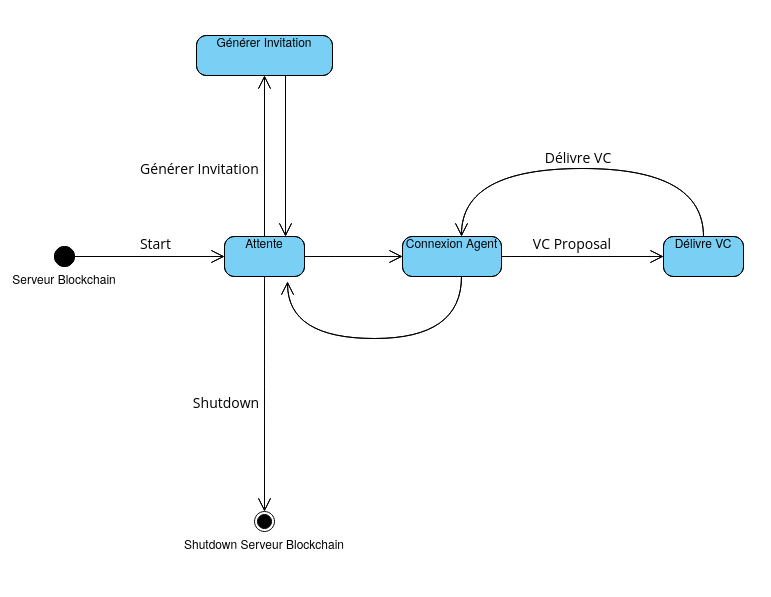 Générer Invitation
Délivre VC
Générer Invitation
Start
Attente
Connexion Agent
VC Proposal
Délivre VC
Serveur Blockchain
Shutdown
Shutdown Serveur Blockchain